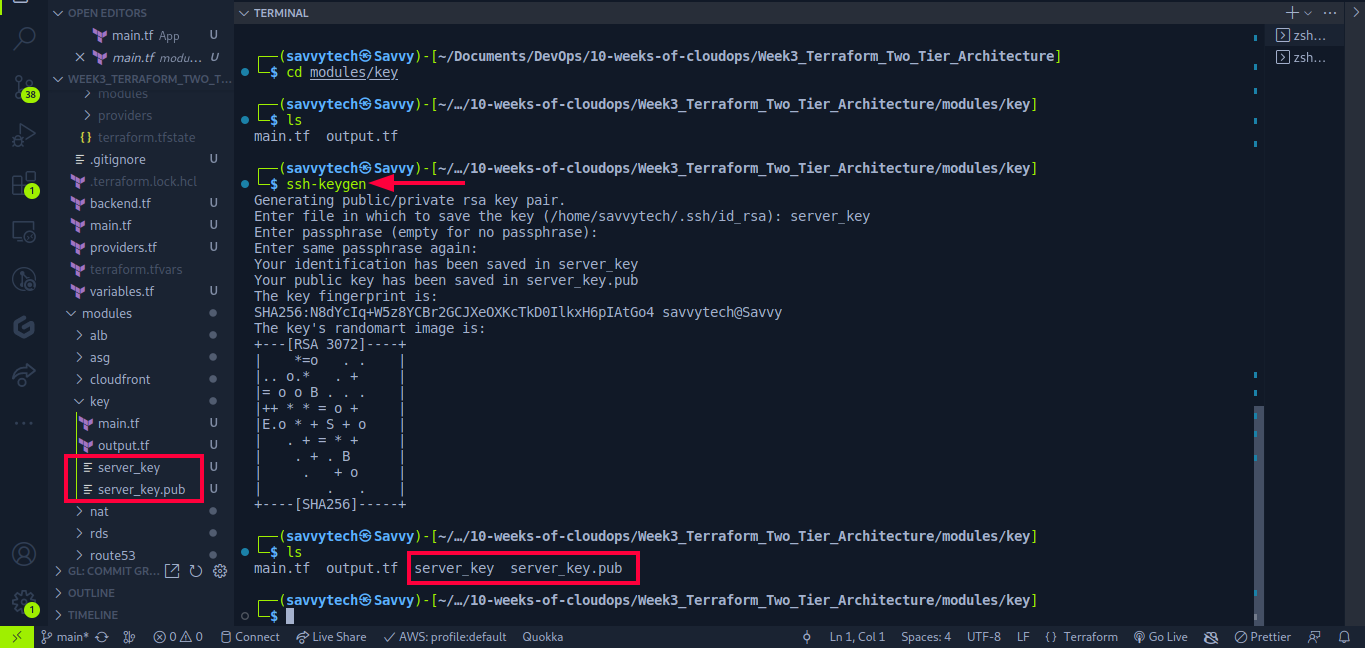 OPEN EDITORS
main.tf App U
main.tf modu... U
WEEK3_TERRAFORM_TWO_T...
modules
38
providers
terraform.tfstate
.gitignore U
1
.terraform.lock.hcl
backend.tf U
main.tf U
providers.tf U
terraform.tfvars
variables.tf U
modules
alb
asg
cloudfront
key
main.tf U
output.tf U
server_key U
server_key.pub U
nat
rds
route53
GL: COMMIT GR...
OUTLINE
1
TIMELINE
TERMINAL
zsh...
zsh...
┌──(savvytech㉿Savvy)-[~/Documents/DevOps/10-weeks-of-cloudops/Week3_Terraform_Two_Tier_Architecture]
└─$ cd modules/key
┌──(savvytech㉿Savvy)-[~/…/10-weeks-of-cloudops/Week3_Terraform_Two_Tier_Architecture/modules/key]
└─$ ls
main.tf  output.tf
┌──(savvytech㉿Savvy)-[~/…/10-weeks-of-cloudops/Week3_Terraform_Two_Tier_Architecture/modules/key]
└─$ ssh-keygen
Generating public/private rsa key pair.
Enter file in which to save the key (/home/savvytech/.ssh/id_rsa): server_key
Enter passphrase (empty for no passphrase):
Enter same passphrase again:
Your identification has been saved in server_key
Your public key has been saved in server_key.pub
The key fingerprint is:
SHA256:N8dYcIq+W5z8YCBr2GCJXeOXKcTkD0IlkxH6pIAtGo4 savvytech@Savvy
The key's randomart image is:
+---[RSA 3072]----+
|    *=o   . .    |
|.. o.*   . +     |
|= o o B . . .    |
|++ * * = o +     |
|E.o * + S + o    |
|   . + = * +     |
|    . + . B      |
|     .   + o     |
|        .   .    |
+----[SHA256]-----+
┌──(savvytech㉿Savvy)-[~/…/10-weeks-of-cloudops/Week3_Terraform_Two_Tier_Architecture/modules/key]
└─$ ls
main.tf  output.tf  server_key  server_key.pub
┌──(savvytech㉿Savvy)-[~/…/10-weeks-of-cloudops/Week3_Terraform_Two_Tier_Architecture/modules/key]
└─$
main* 0 0 Connect Live Share AWS: profile:default Quokka Ln 1, Col 1 Spaces: 4 UTF-8 LF {} Terraform Go Live Prettier